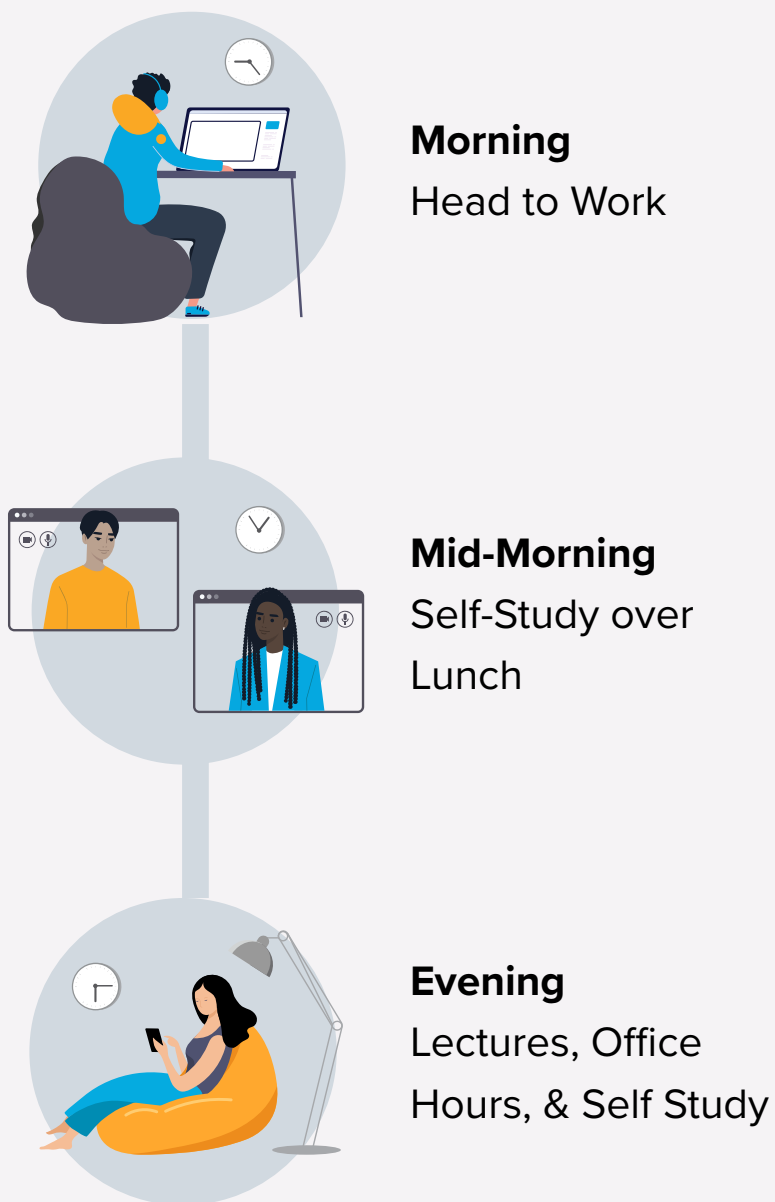 Morning
Head to Work
Mid-Morning
Self-Study over
Lunch
Evening
Lectures, Office
Hours, & Self Study